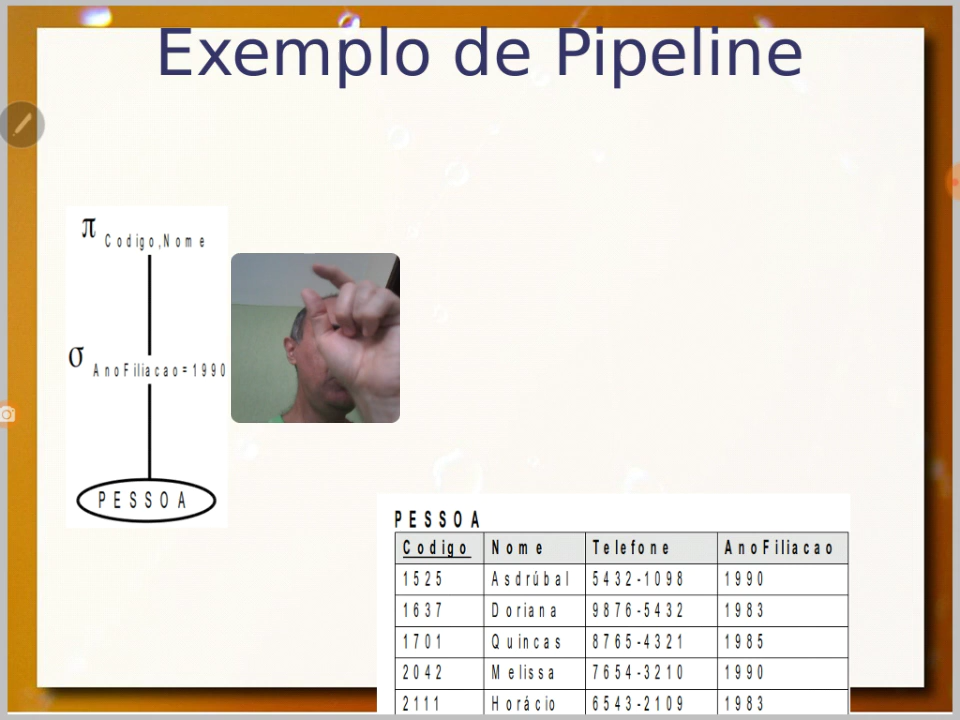 Exemplo de Pipeline
π Codigo,Nome
σ AnoFiliacao=1990
PESSOA
PESSOA
Codigo Nome Telefone AnoFiliacao
1525 Asdrúbal 5432-1098 1990
1637 Doriana 9876-5432 1983
1701 Quincas 8765-4321 1985
2042 Melissa 7654-3210 1990
2111 Horácio 6543-2109 1983